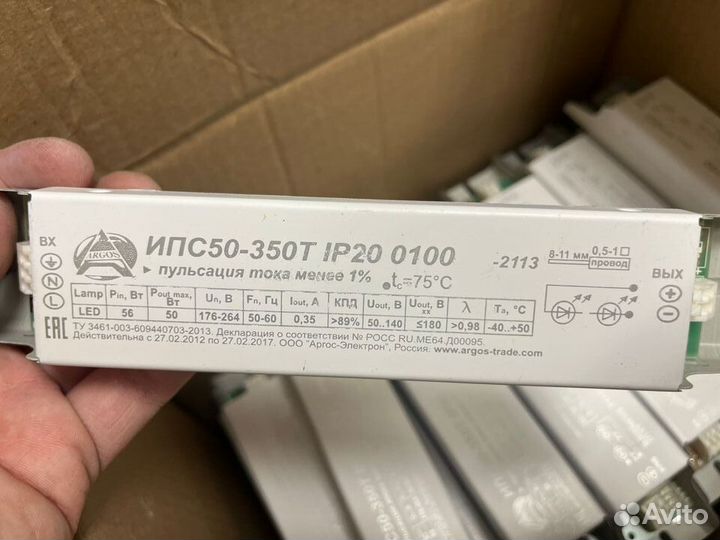 ВХ
N
L
ARGOS
ИПС50-350Т IP20 0100
-2113
8-11 мм 0,5-1
провод
ВЫХ
пульсация тока менее 1%
tc=75°C
Lamp Pin, Вт Pout max, Вт Uп, В Fп, Гц Iout, А КПД Uout, В Uout, В хх λ Ta, °C
LED 56 50 176-264 50-60 0,35 >89% 50..140 ≤180 >0,98 -40..+50
EAC
ТУ 3461-003-609440703-2013. Декларация о соответствии № РОСС RU.ME64.Д00095.
Действительна с 27.02.2012 по 27.02.2017. ООО "Аргос-Электрон", Россия. www.argos-trade.com
Avito